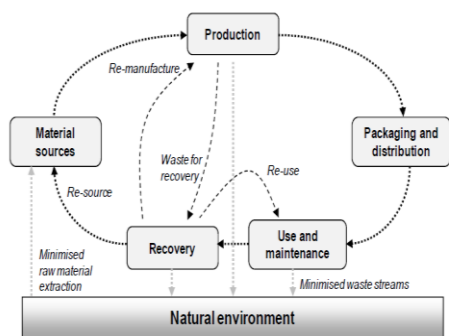 Production
Re-manufacture
Material
sources
Packaging and
distribution
Waste for
recovery
Re-use
Re-source
Recovery
Use and
maintenance
Minimised
raw material
extraction
Minimised waste streams
Natural environment